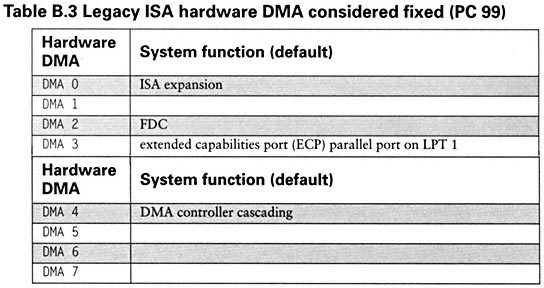 Table B.3 Legacy ISA hardware DMA considered fixed (PC 99)
Hardware DMA System function (default)
DMA 0 ISA expansion
DMA 1
DMA 2 FDC
DMA 3 extended capabilities port (ECP) parallel port on LPT 1
Hardware DMA System function (default)
DMA 4 DMA controller cascading
DMA 5
DMA 6
DMA 7